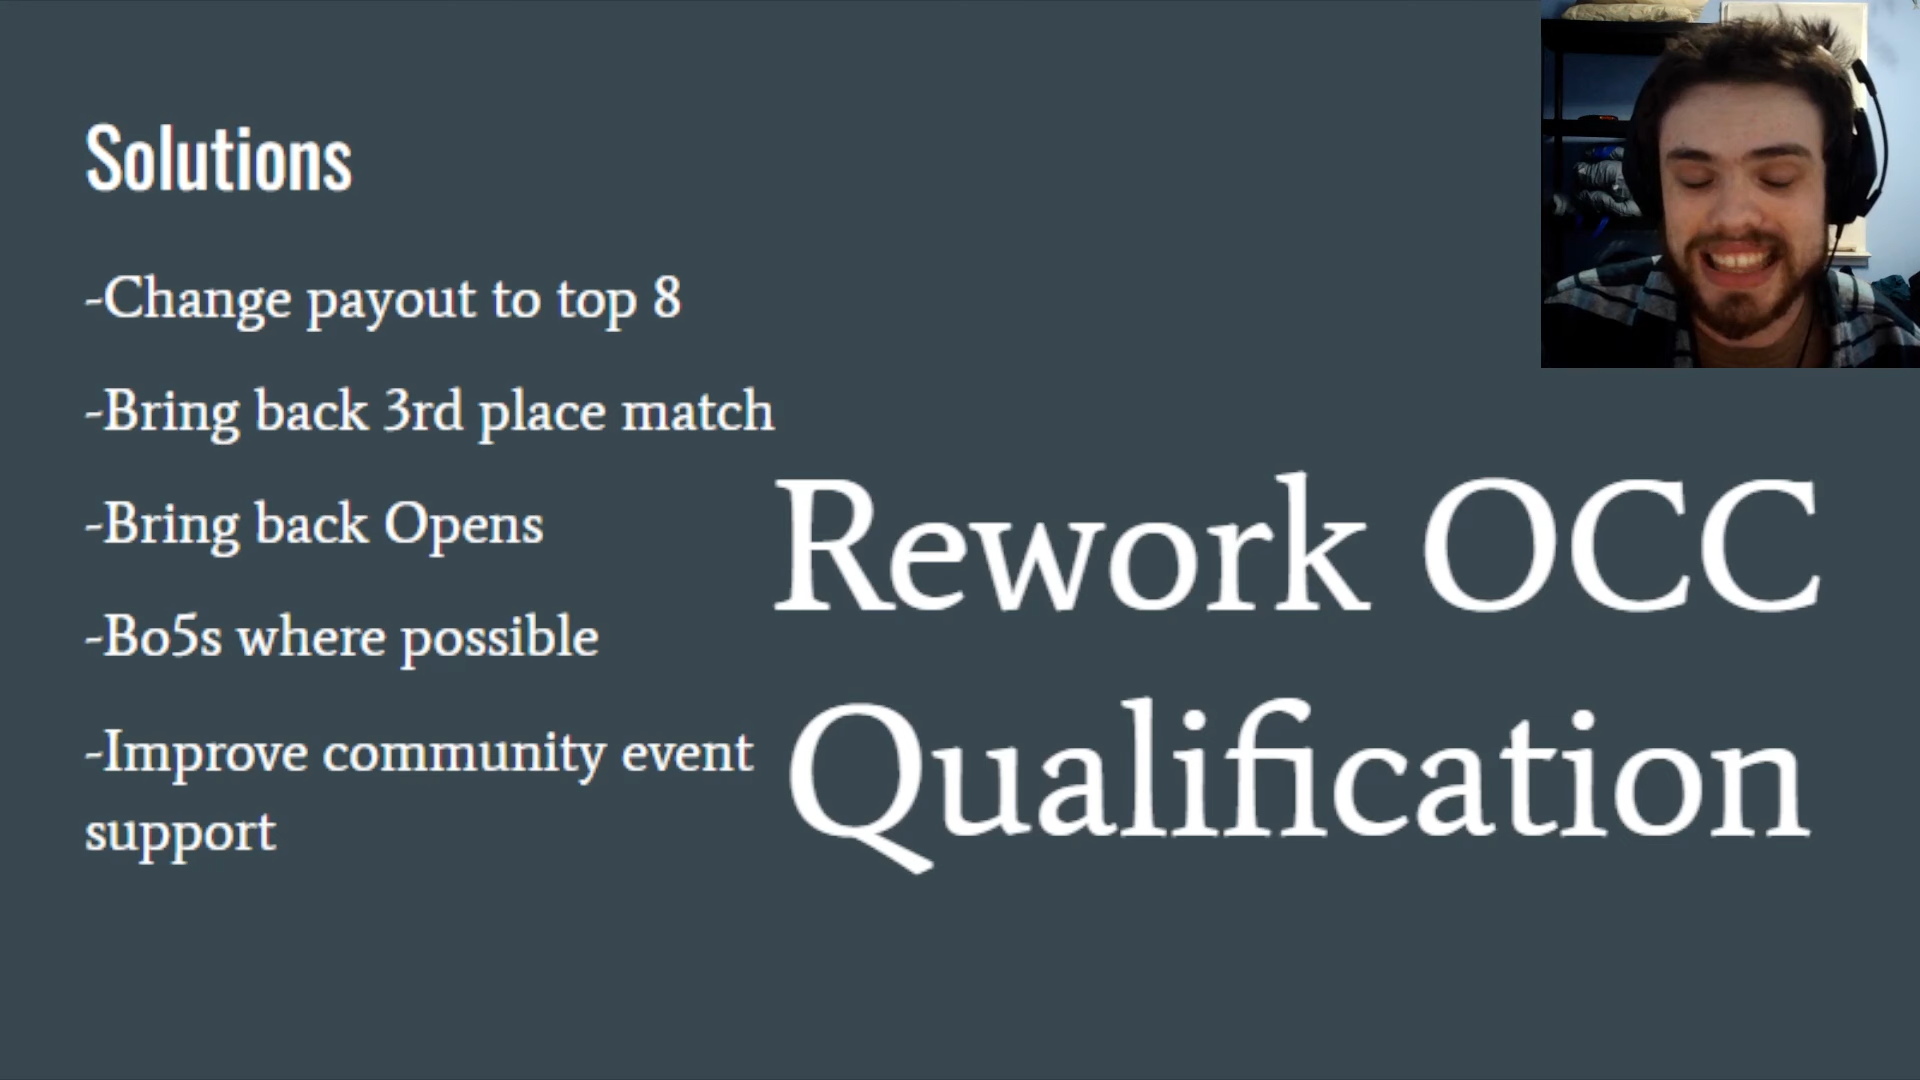 Solutions
-Change payout to top 8
-Bring back 3rd place match
-Bring back Opens
-Bo5s where possible
-Improve community event
support
Rework OCC
Qualification